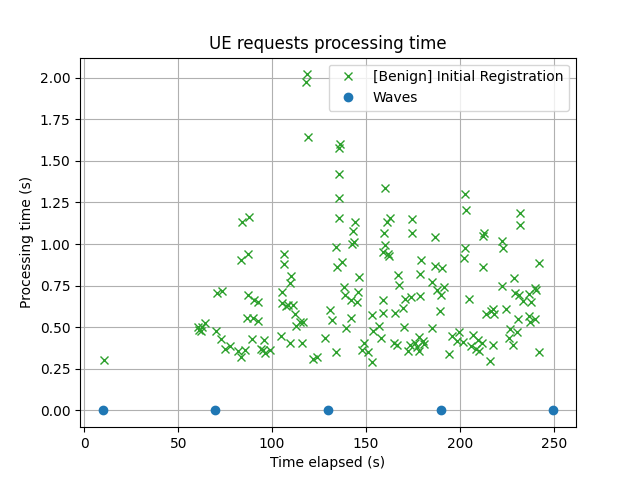 UE requests processing time
[Benign] Initial Registration
Waves
Processing time (s)
2.00
1.75
1.50
1.25
1.00
0.75
0.50
0.25
0.00
0 50 100 150 200 250
Time elapsed (s)